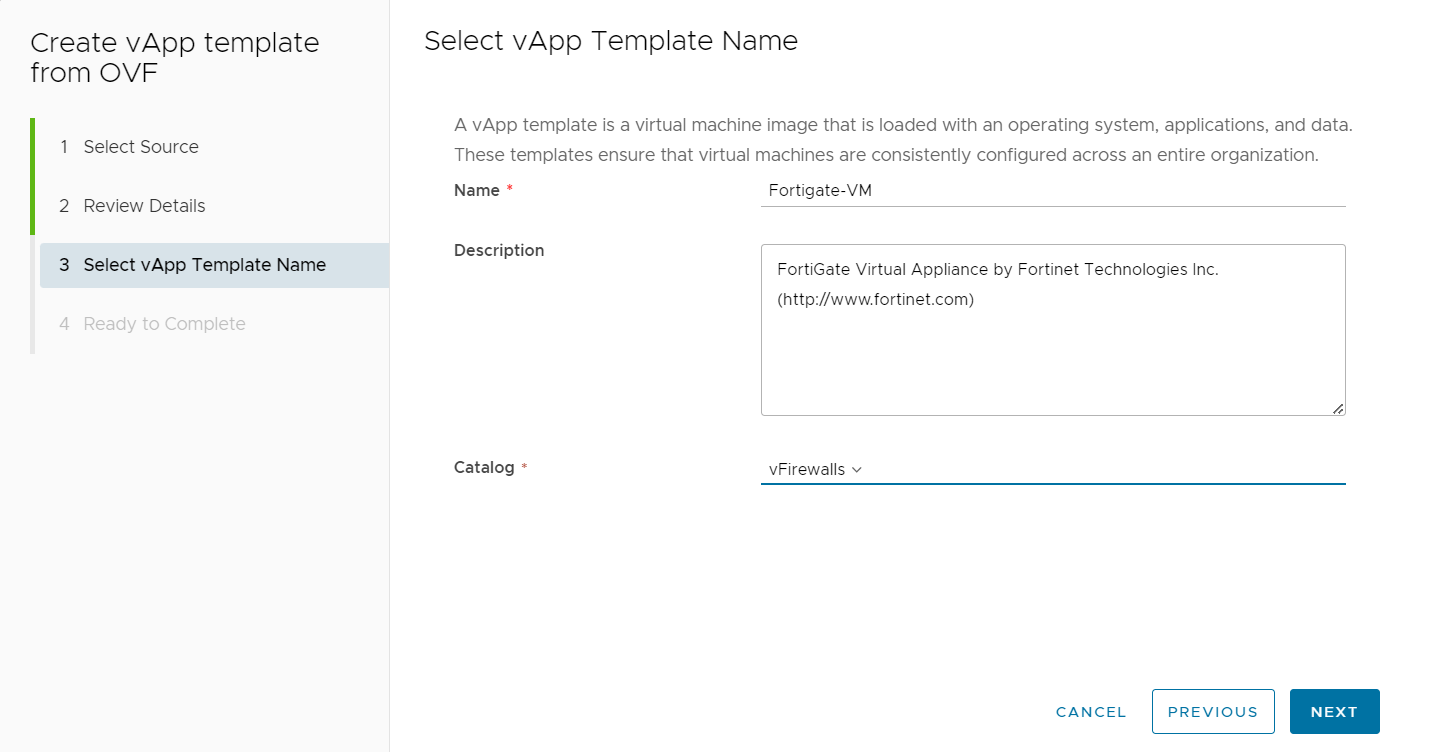 Create vApp template
from OVF
1 Select Source
2 Review Details
3 Select vApp Template Name
4 Ready to Complete
Select vApp Template Name
A vApp template is a virtual machine image that is loaded with an operating system, applications, and data.
These templates ensure that virtual machines are consistently configured across an entire organization.
Name * Fortigate-VM
Description
FortiGate Virtual Appliance by Fortinet Technologies Inc.
(http://www.fortinet.com)
Catalog * vFirewalls
CANCEL PREVIOUS NEXT